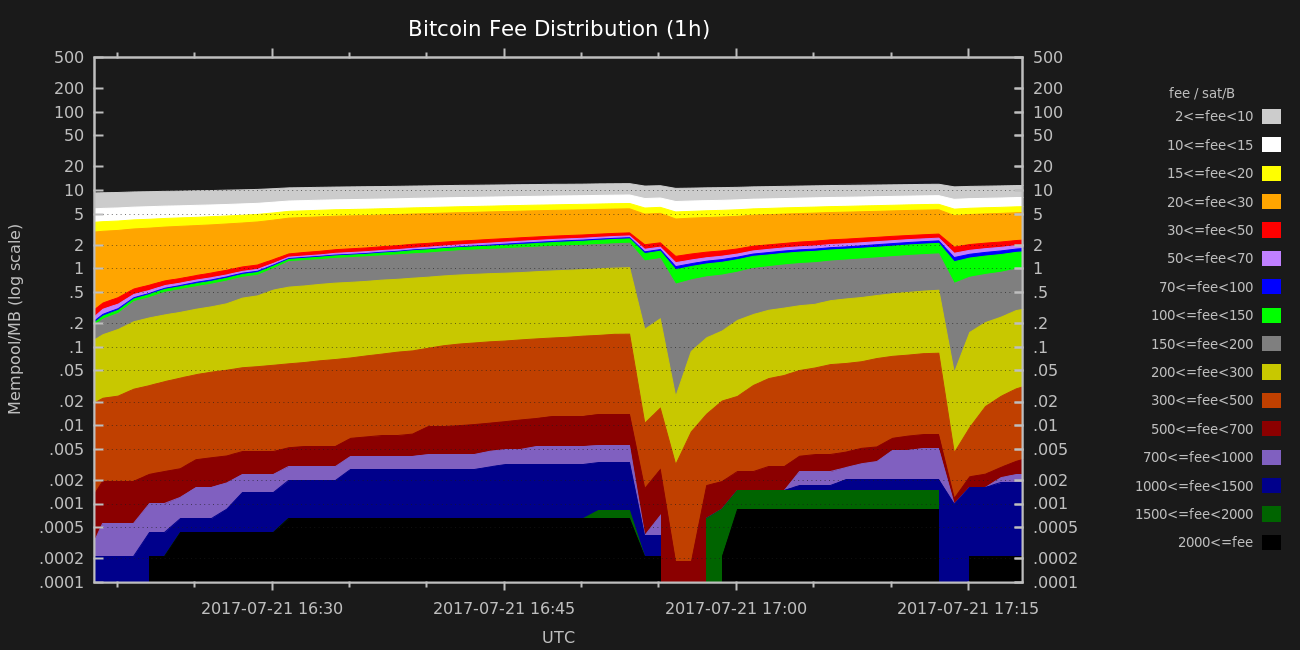 Bitcoin Fee Distribution (1h)
Mempool/MB (log scale)
500
200
100
50
20
10
5
2
1
.5
.2
.1
.05
.02
.01
.005
.002
.001
.0005
.0002
.0001
500
200
100
50
20
10
5
2
1
.5
.2
.1
.05
.02
.01
.005
.002
.001
.0005
.0002
.0001
fee / sat/B
2<=fee<10
10<=fee<15
15<=fee<20
20<=fee<30
30<=fee<50
50<=fee<70
70<=fee<100
100<=fee<150
150<=fee<200
200<=fee<300
300<=fee<500
500<=fee<700
700<=fee<1000
1000<=fee<1500
1500<=fee<2000
2000<=fee
2017-07-21 16:30 2017-07-21 16:45 2017-07-21 17:00 2017-07-21 17:15
UTC